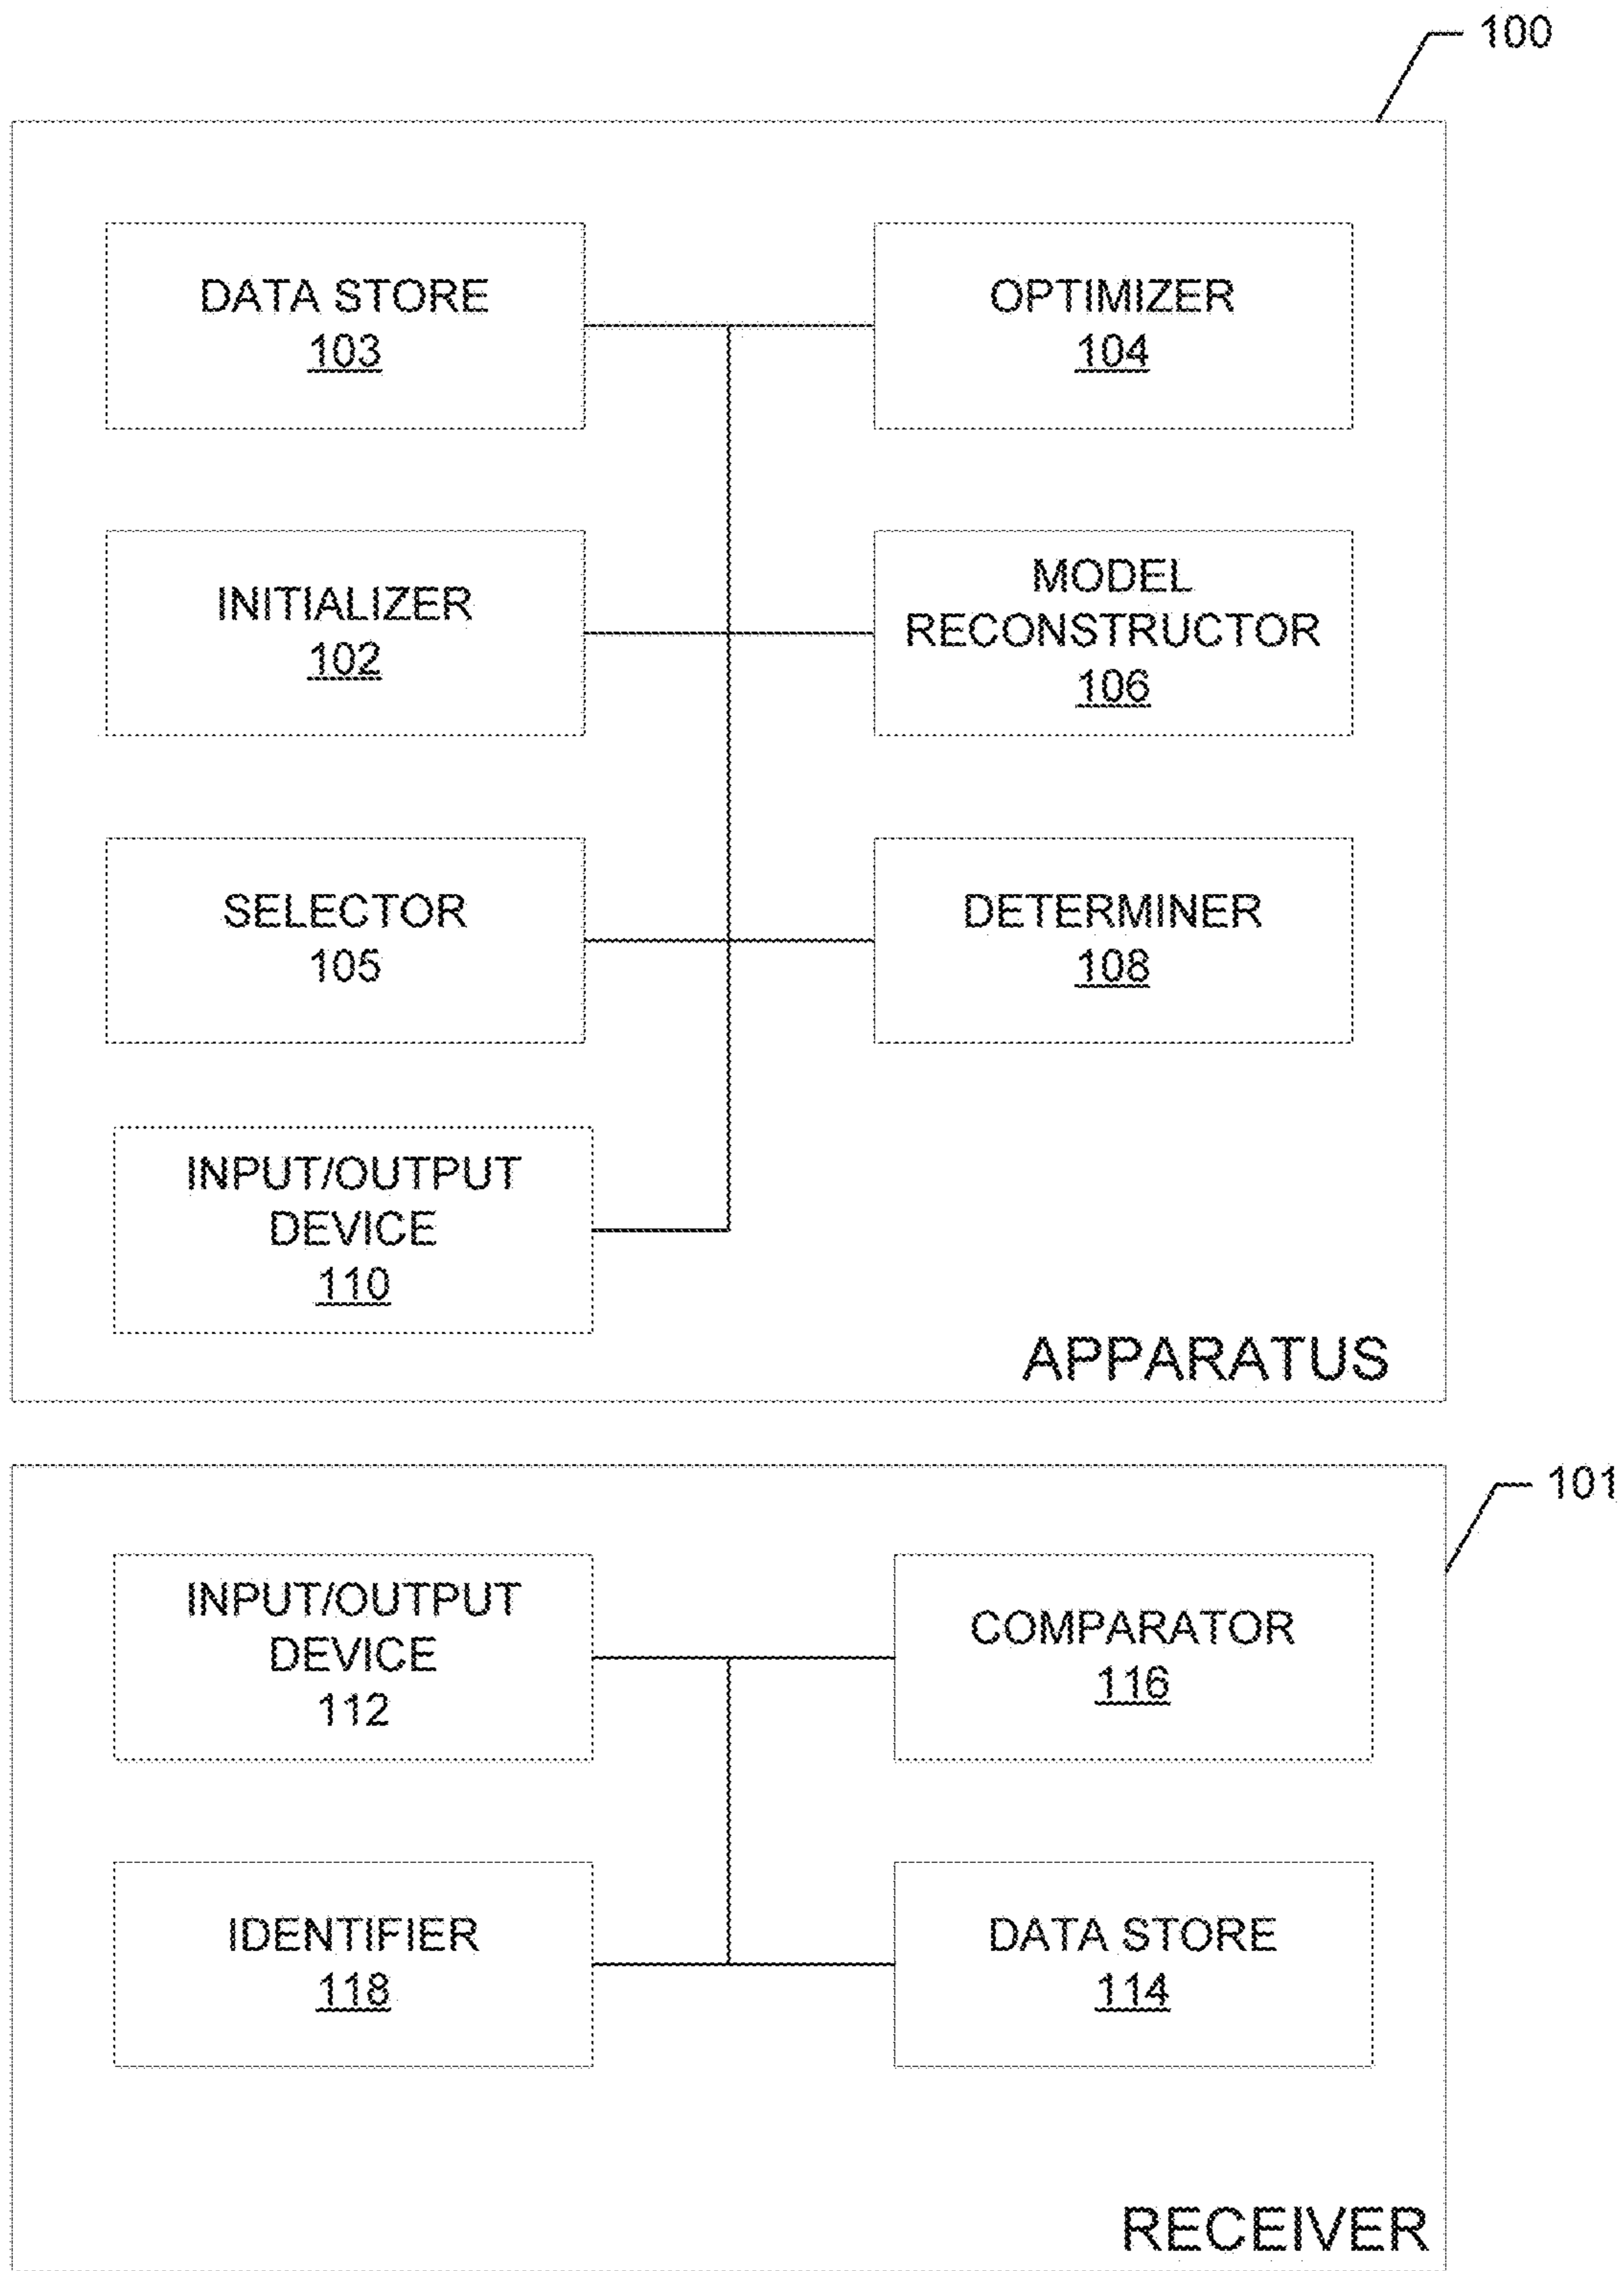 100
DATA STORE
103
OPTIMIZER
104
INITIALIZER
102
MODEL
RECONSTRUCTOR
106
SELECTOR
105
DETERMINER
108
INPUT/OUTPUT
DEVICE
110
APPARATUS
101
INPUT/OUTPUT
DEVICE
112
COMPARATOR
116
IDENTIFIER
118
DATA STORE
114
RECEIVER